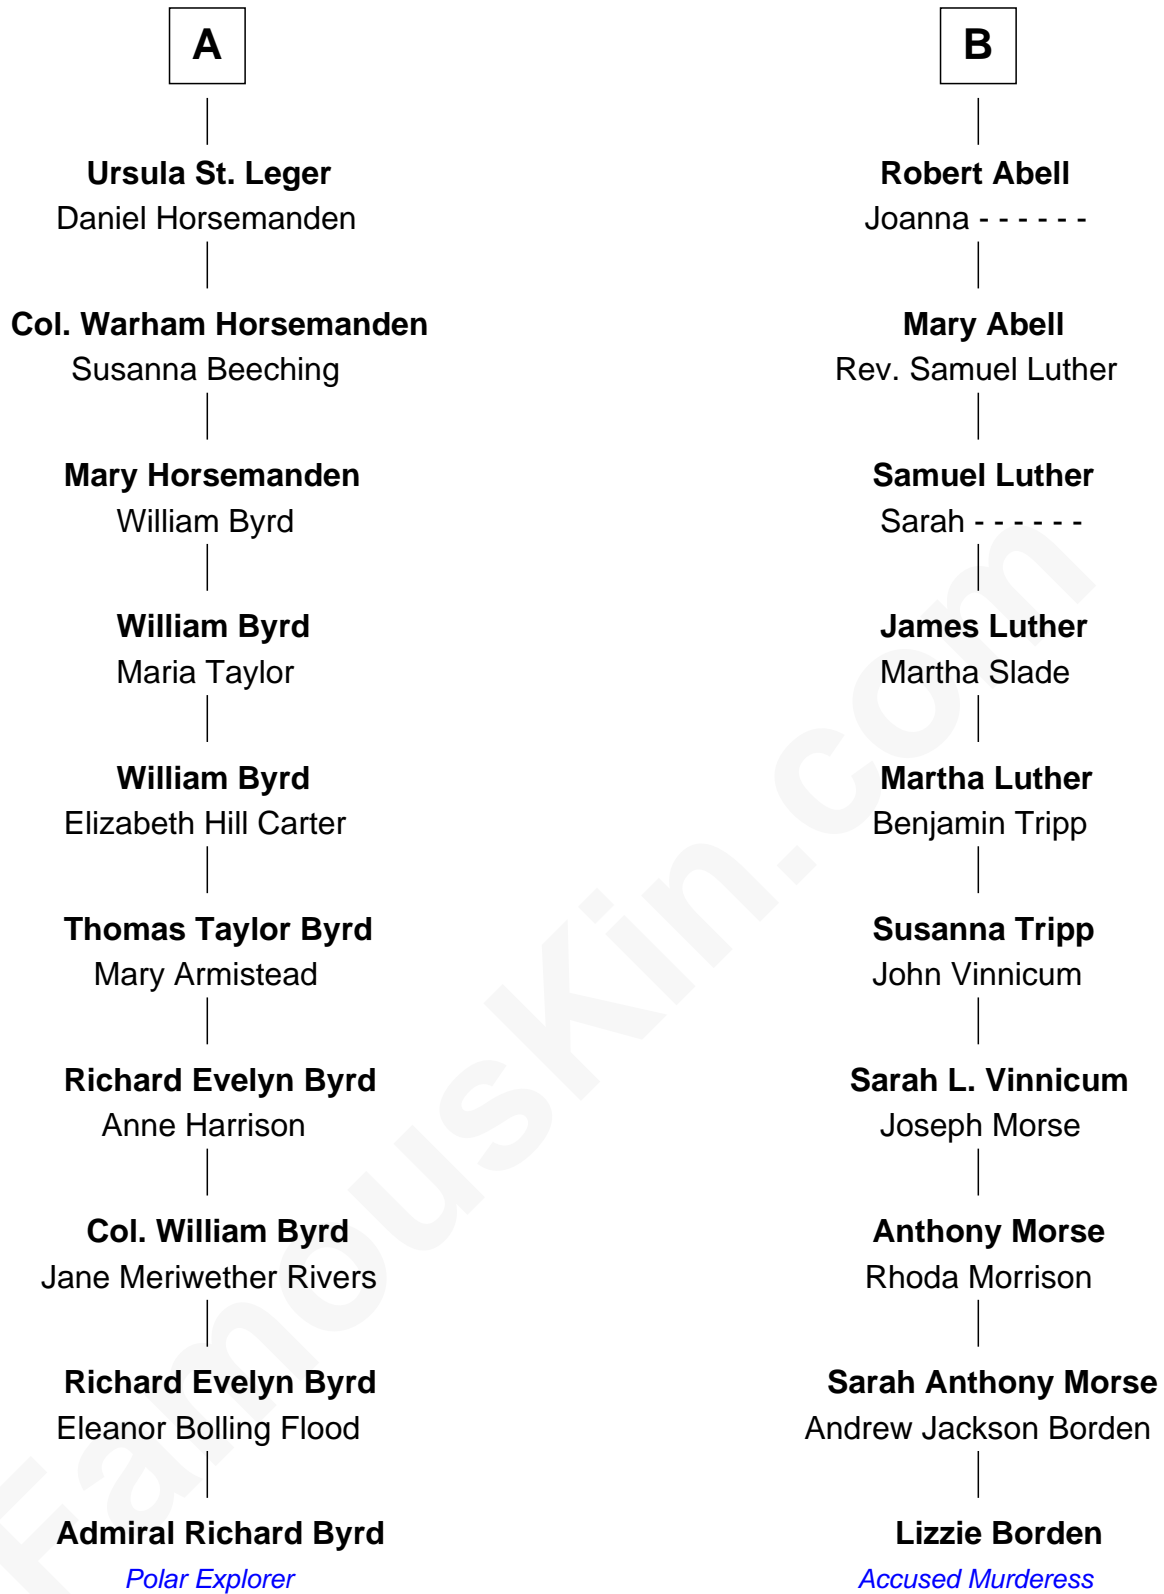 A
Ursula St. Leger
Daniel Horsemanden
Col. Warham Horsemanden
Susanna Beeching
Mary Horsemanden
William Byrd
William Byrd
Maria Taylor
William Byrd
Elizabeth Hill Carter
Thomas Taylor Byrd
Mary Armistead
Richard Evelyn Byrd
Anne Harrison
Col. William Byrd
Jane Meriwether Rivers
Richard Evelyn Byrd
Eleanor Bolling Flood
Admiral Richard Byrd
Polar Explorer
B
Robert Abell
Joanna - - - - - -
Mary Abell
Rev. Samuel Luther
Samuel Luther
Sarah - - - - - -
James Luther
Martha Slade
Martha Luther
Benjamin Tripp
Susanna Tripp
John Vinnicum
Sarah L. Vinnicum
Joseph Morse
Anthony Morse
Rhoda Morrison
Sarah Anthony Morse
Andrew Jackson Borden
Lizzie Borden
Accused Murderess
FamousKin.com